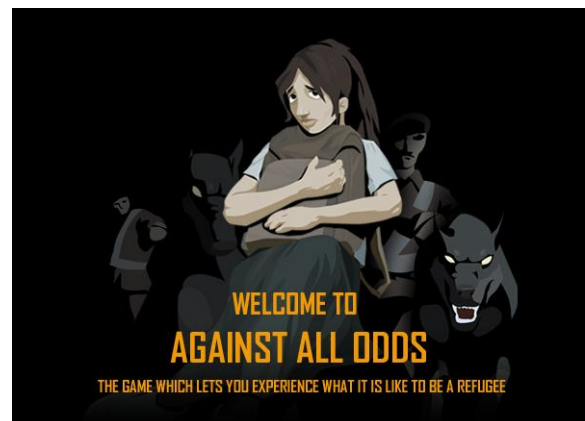 WELCOME TO
AGAINST ALL ODDS
THE GAME WHICH LETS YOU EXPERIENCE WHAT IT IS LIKE TO BE A REFUGEE